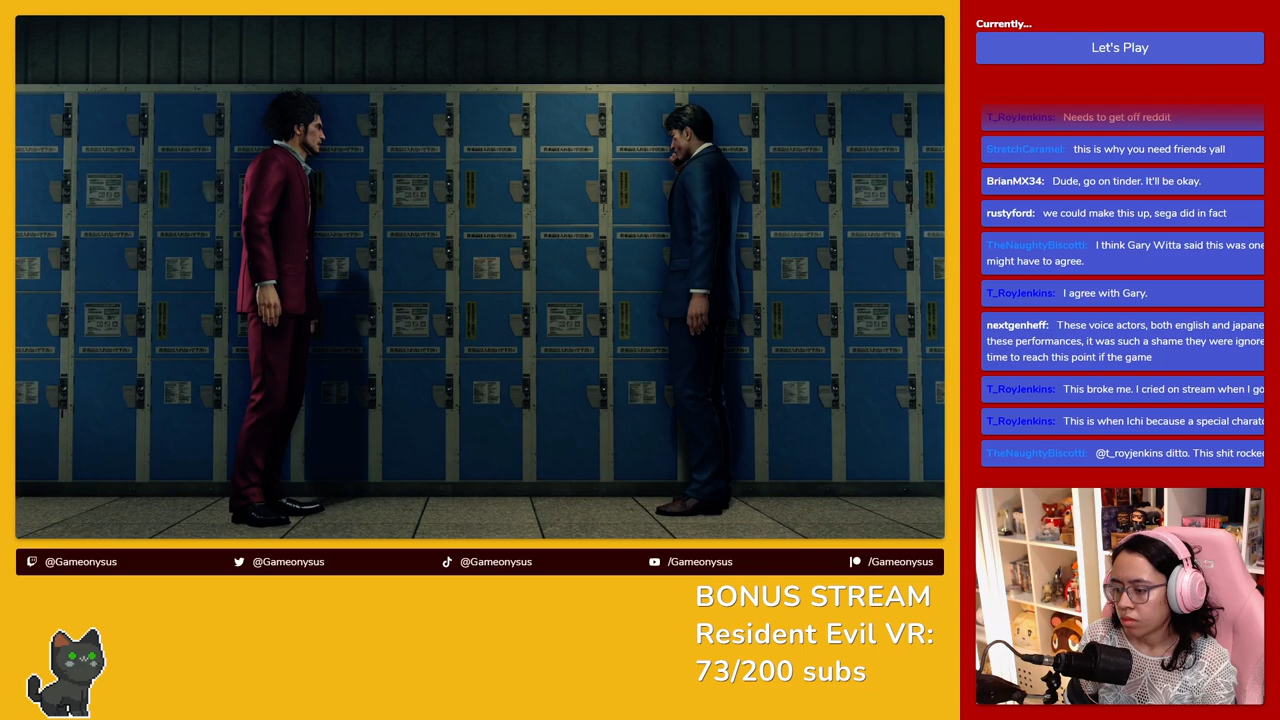 Currently...
Let's Play
T_RoyJenkins: Needs to get off reddit
StretchCaramel: this is why you need friends yall
BrianMX34: Dude, go on tinder. It'll be okay.
rustyford: we could make this up, sega did in fact
TheNaughtyBiscotti: I think Gary Witta said this was one
might have to agree.
T_RoyJenkins: I agree with Gary.
nextgenheff: These voice actors, both english and japane
these performances, it was such a shame they were ignore
time to reach this point if the game
T_RoyJenkins: This broke me. I cried on stream when I go
T_RoyJenkins: This is when Ichi because a special charat
TheNaughtyBiscotti: @t_royjenkins ditto. This shit rocke
@Gameonysus
@Gameonysus
@Gameonysus
/Gameonysus
/Gameonysus
BONUS STREAM
Resident Evil VR:
73/200 subs